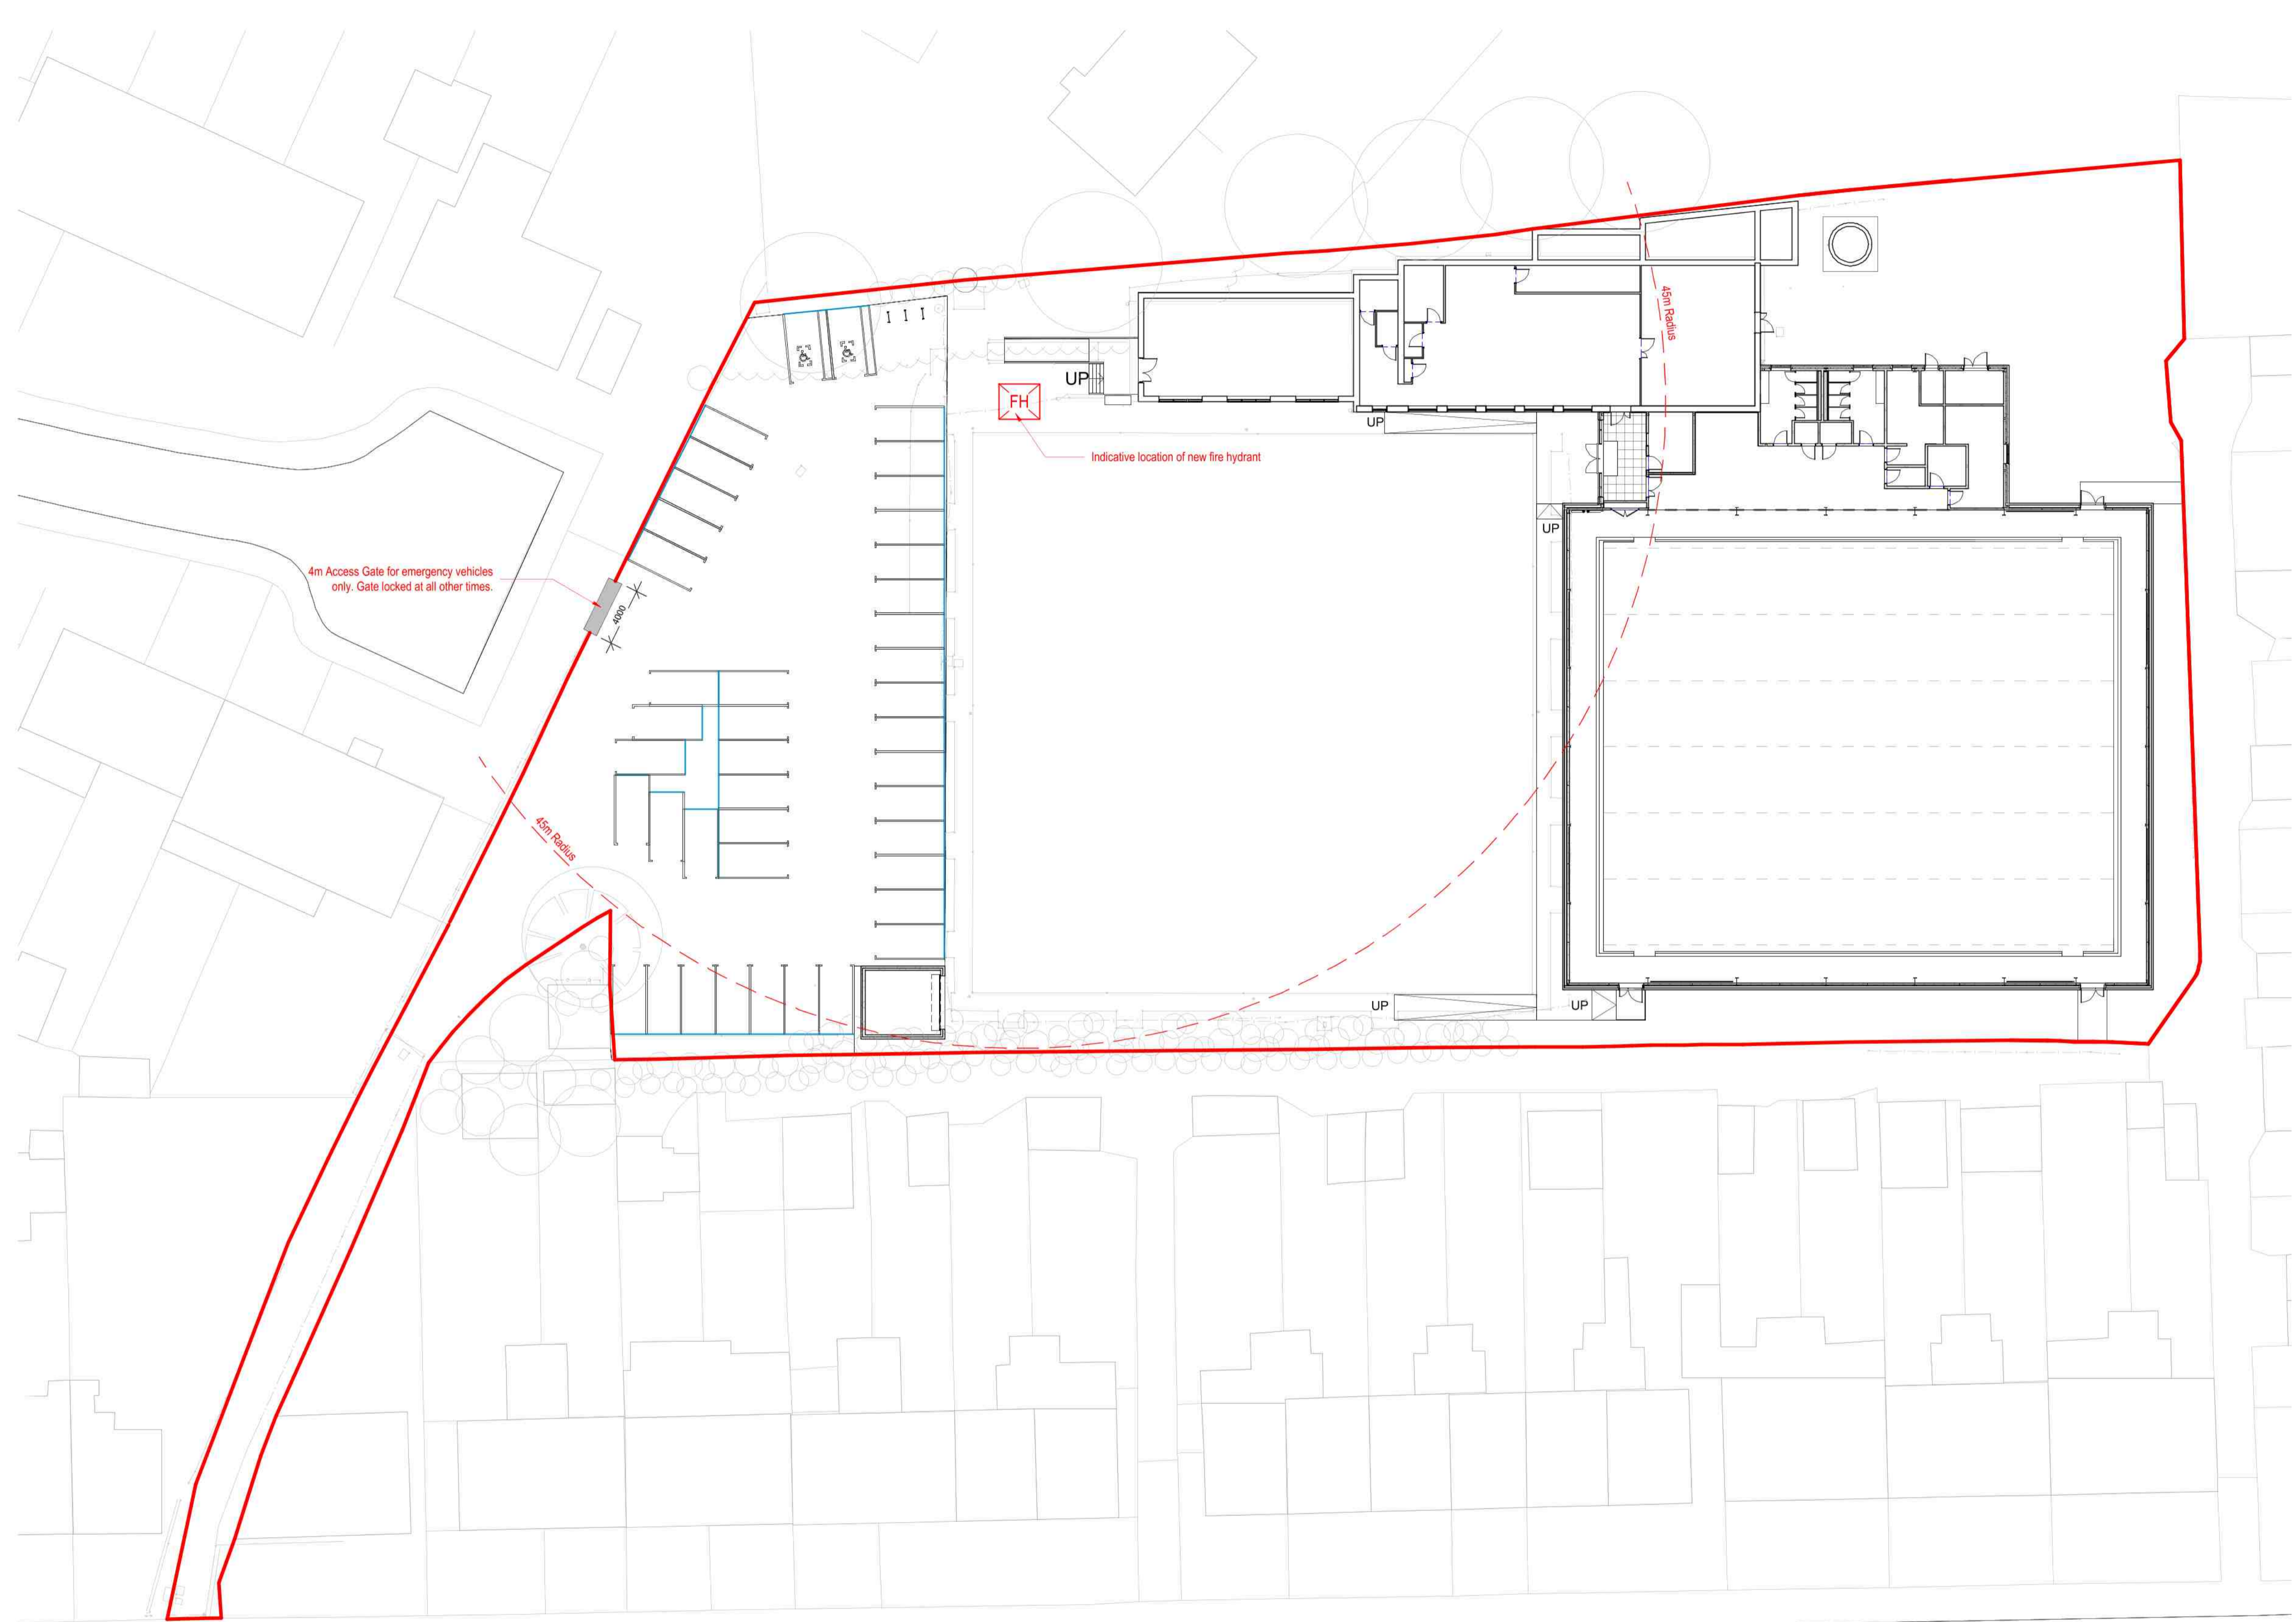 45m Radius
UP
FH
UP
Indicative location of new fire hydrant
UP
4m Access Gate for emergency vehicles
only. Gate locked at all other times.
4000
45m Radius
UP
UP